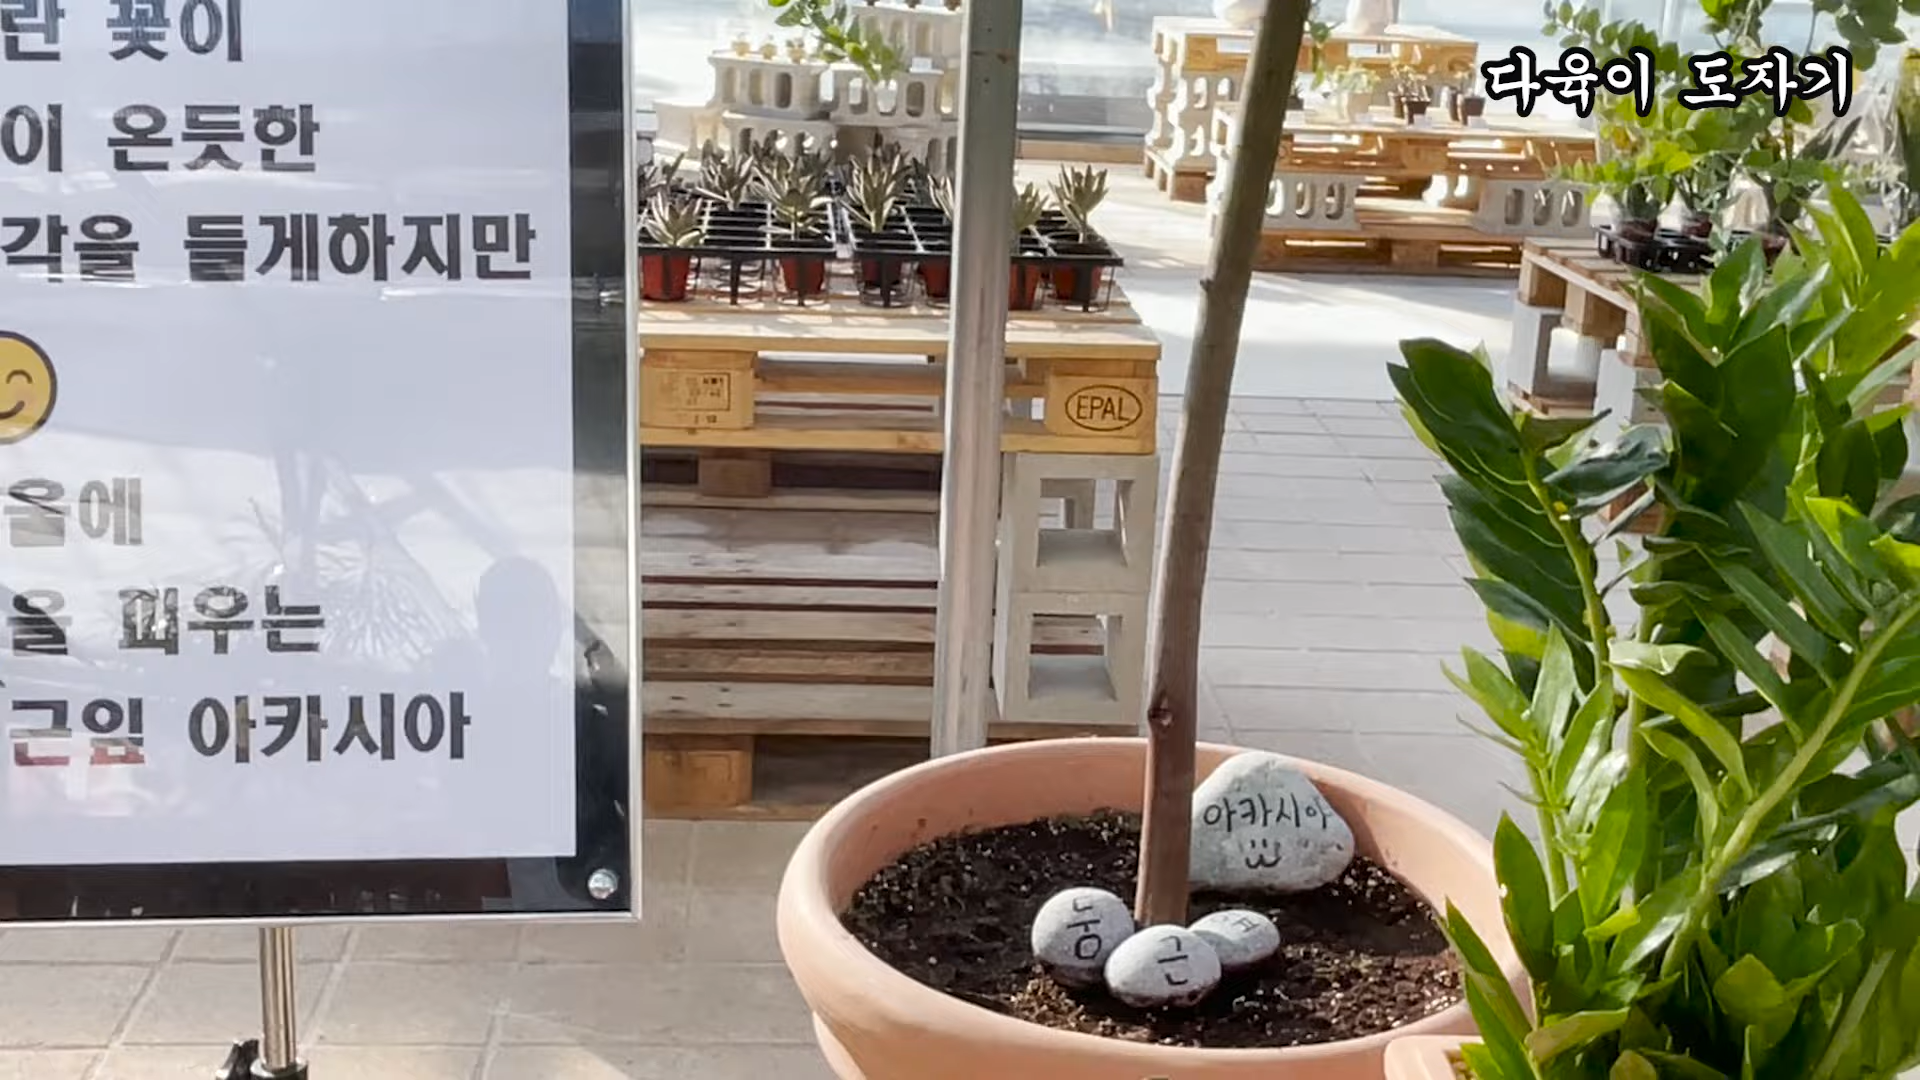 란 꽃이
이 온듯한
각을 들게하지만
울에
을 피우는
근잎 아카시아
다육이 도자기
EPAL
아카시아
둥
근